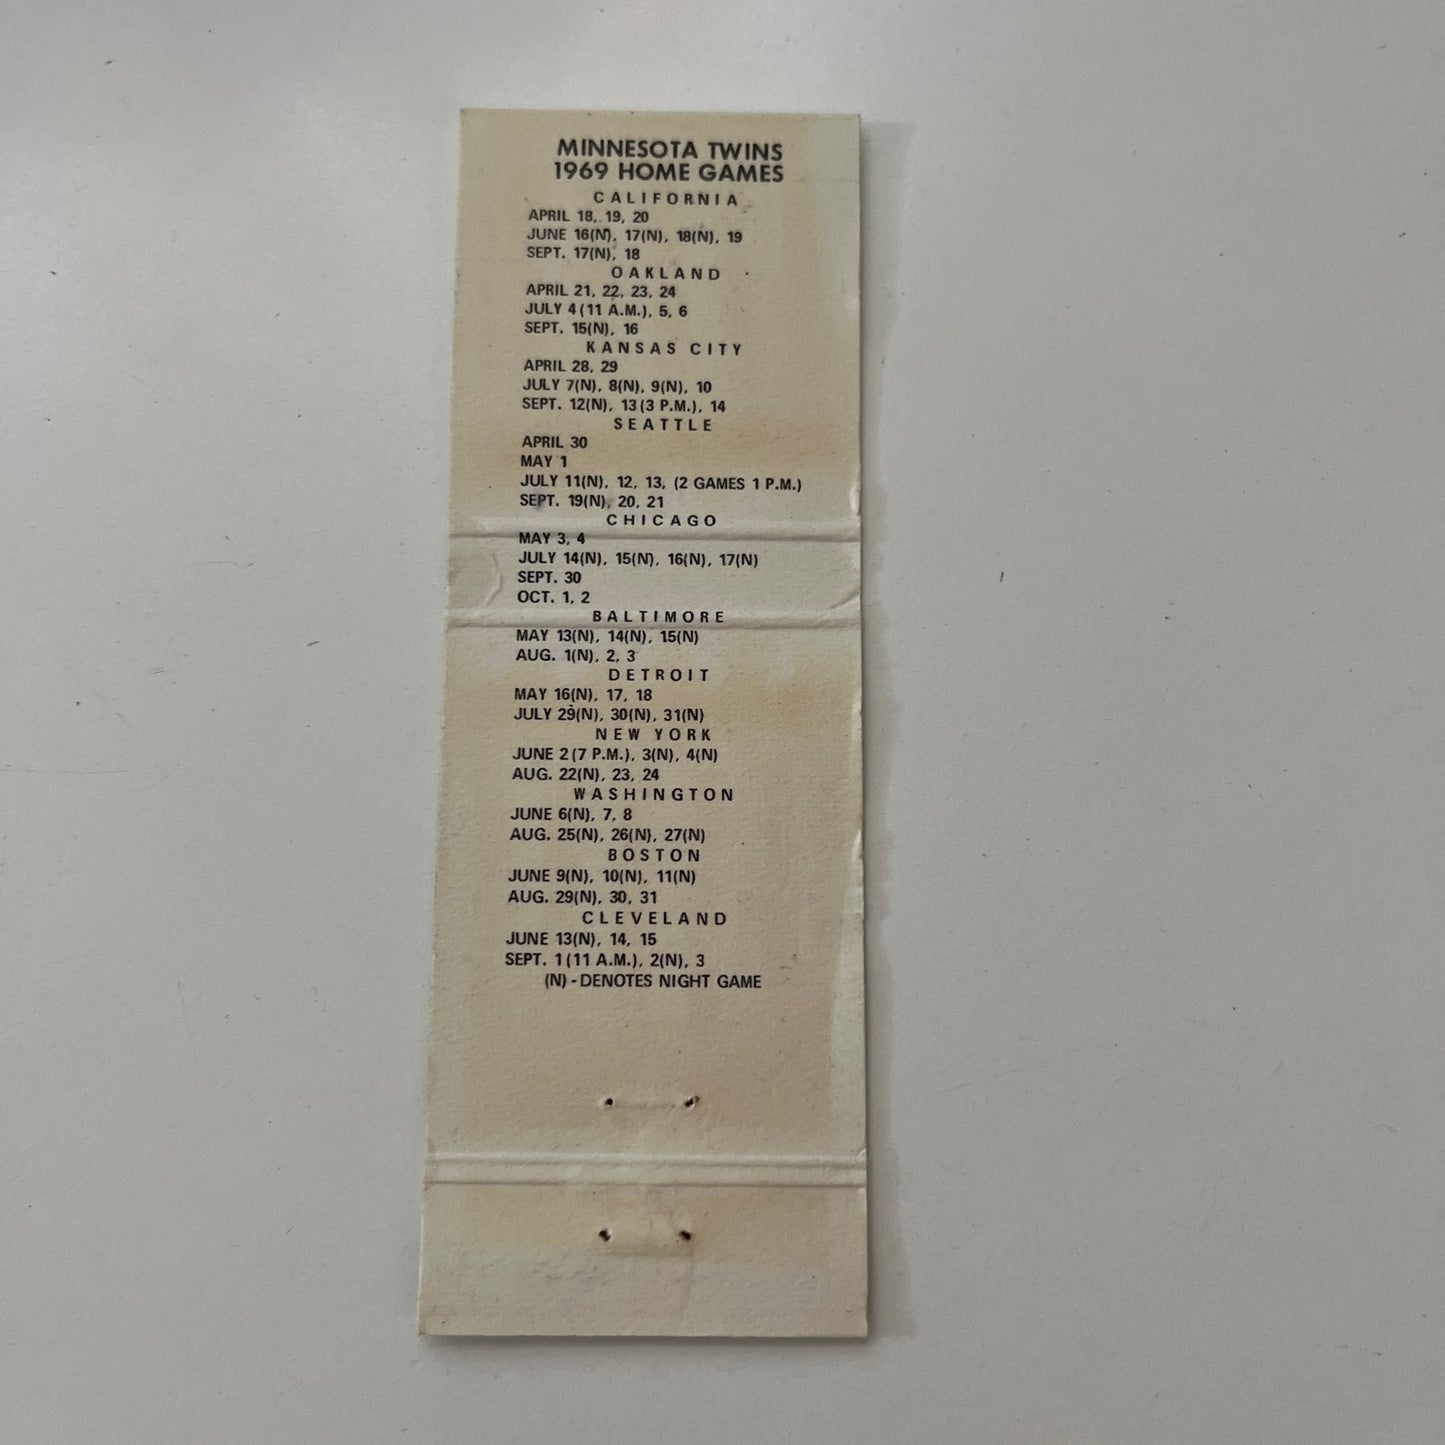 MINNESOTA TWINS
1969 HOME GAMES
CALIFORNIA
APRIL 18, 19, 20
JUNE 16(N), 17(N), 18(N), 19
SEPT. 17(N), 18
OAKLAND
APRIL 21, 22, 23, 24
JULY 4 (11 A.M.), 5, 6
SEPT. 15(N), 16
KANSAS CITY
APRIL 28, 29
JULY 7(N), 8(N), 9(N), 10
SEPT. 12(N), 13 (3 P.M.), 14
SEATTLE
APRIL 30
MAY 1
JULY 11(N), 12, 13, (2 GAMES 1 P.M.)
SEPT. 19(N), 20, 21
CHICAGO
MAY 3, 4
JULY 14(N), 15(N), 16(N), 17(N)
SEPT. 30
OCT. 1, 2
BALTIMORE
MAY 13(N), 14(N), 15(N)
AUG. 1(N), 2, 3
DETROIT
MAY 16(N), 17, 18
JULY 29(N), 30(N), 31(N)
NEW YORK
JUNE 2 (7 P.M.), 3(N), 4(N)
AUG. 22(N), 23, 24
WASHINGTON
JUNE 6(N), 7, 8
AUG. 25(N), 26(N), 27(N)
BOSTON
JUNE 9(N), 10(N), 11(N)
AUG. 29(N), 30, 31
CLEVELAND
JUNE 13(N), 14, 15
SEPT. 1 (11 A.M.), 2(N), 3
(N) - DENOTES NIGHT GAME